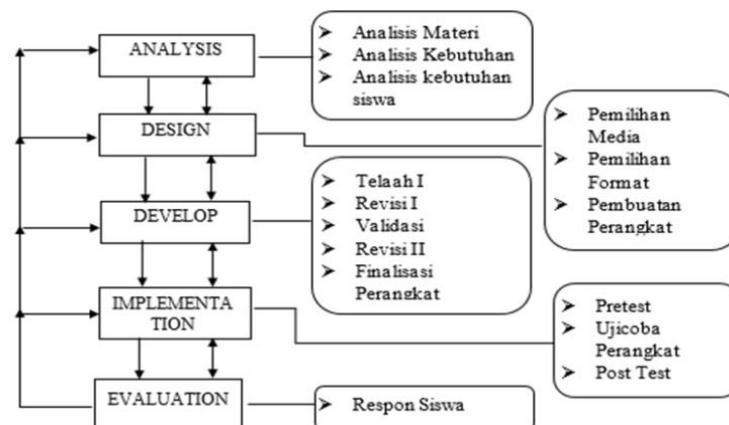 ANALYSIS
➤ Analisis Materi
➤ Analisis Kebutuhan
➤ Analisis kebutuhan
siswa
DESIGN
➤ Pemilihan
Media
➤ Pemilihan
Format
➤ Pembuatan
Perangkat
DEVELOP
➤ Telaah I
➤ Revisi I
➤ Validasi
➤ Revisi II
➤ Finalisasi
Perangkat
IMPLEMENTA
TION
➤ Pretest
➤ Ujicoba
Perangkat
➤ Post Test
EVALUATION
➤ Respon Siswa